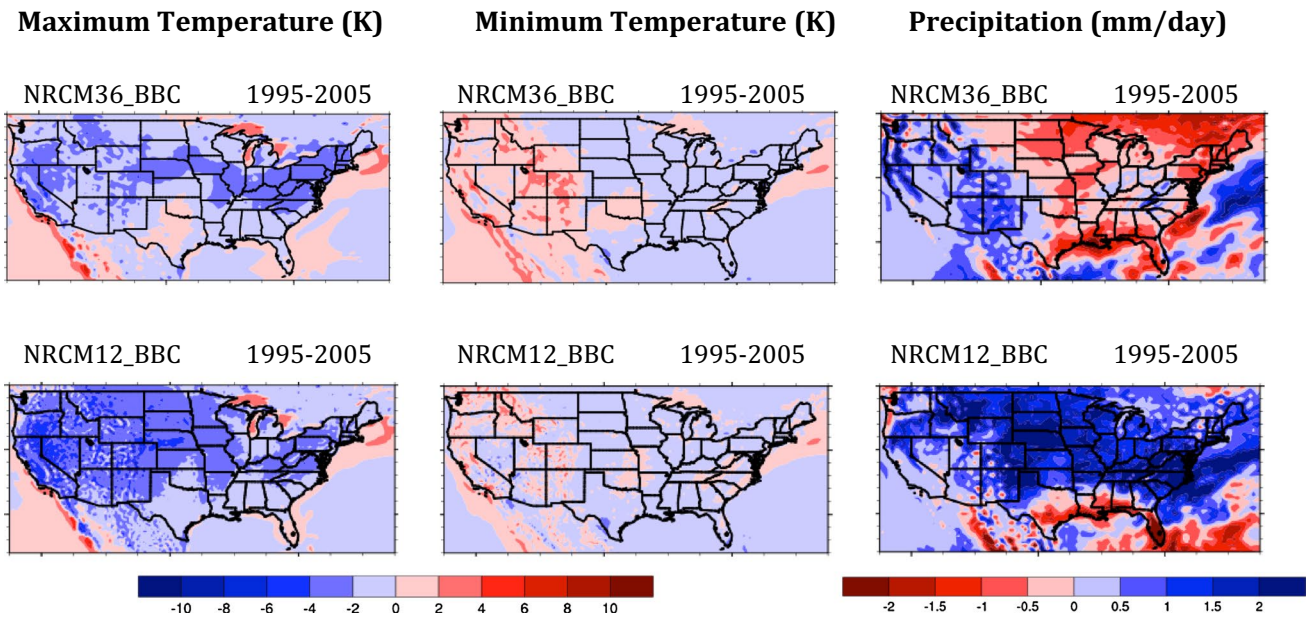 Maximum Temperature (K) Minimum Temperature (K) Precipitation (mm/day)
NRCM36_BBC 1995-2005 NRCM36_BBC 1995-2005 NRCM36_BBC 1995-2005
NRCM12_BBC 1995-2005 NRCM12_BBC 1995-2005 NRCM12_BBC 1995-2005
-10 -8 -6 -4 -2 0 2 4 6 8 10 -2 -1.5 -1 -0.5 0 0.5 1 1.5 2